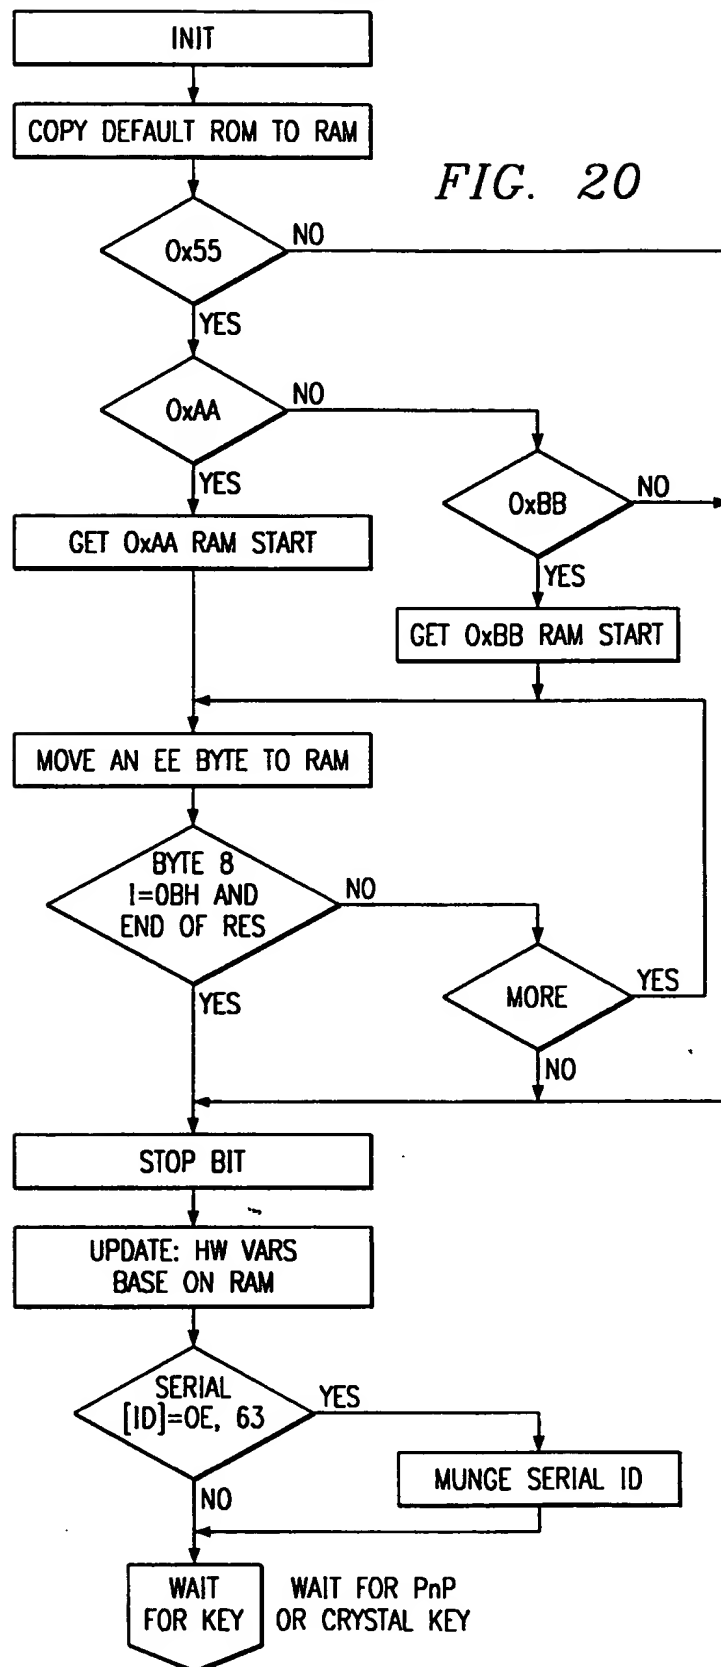 INIT
COPY DEFAULT ROM TO RAM
FIG. 20
0x55
NO
YES
0xAA
NO
YES
0xBB
NO
GET 0xAA RAM START
YES
GET 0xBB RAM START
MOVE AN EE BYTE TO RAM
BYTE 8
I=0BH AND
END OF RES
NO
YES
MORE
YES
NO
STOP BIT
UPDATE: HW VARS
BASE ON RAM
SERIAL
[ID]=0E, 63
YES
MUNGE SERIAL ID
NO
WAIT
FOR KEY
WAIT FOR PnP
OR CRYSTAL KEY